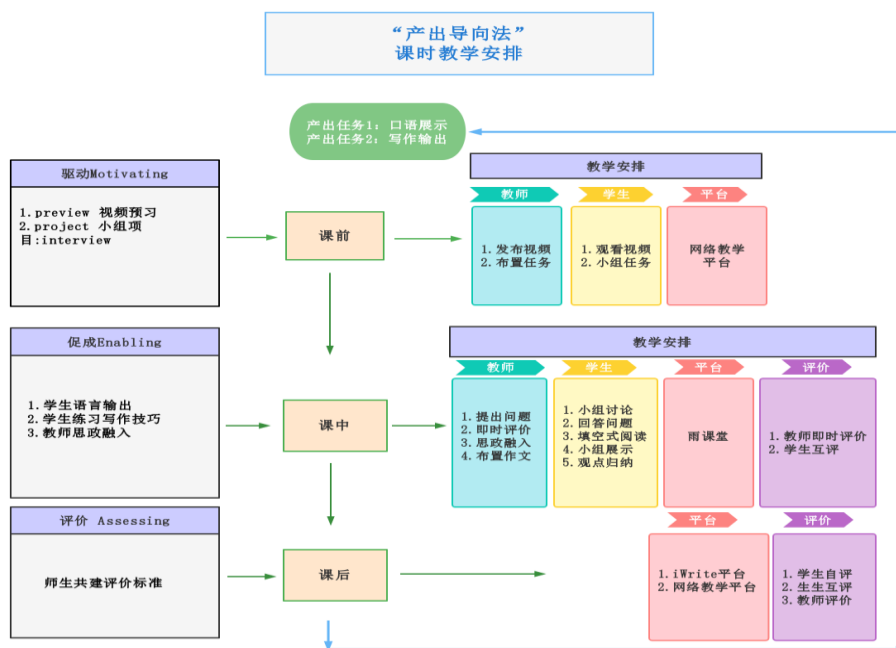 “产出导向法”
课时教学安排
产出任务1: 口语展示
产出任务2: 写作输出
驱动Motivating
1.preview 视频预习
2.project 小组项
目:interview
课前
教学安排
教师
学生
平台
1.发布视频
2.布置任务
1.观看视频
2.小组任务
网络教学
平台
促成Enabling
1.学生语言输出
2.学生练习写作技巧
3.教师思政融入
课中
教学安排
教师
学生
平台
评价
1.提出问题
2.即时评价
3.思政融入
4.布置作文
1.小组讨论
2.回答问题
3.填空式阅读
4.小组展示
5.观点归纳
雨课堂
1.教师即时评价
2.学生互评
评价 Assessing
师生共建评价标准
课后
平台
评价
1.iWrite平台
2.网络教学平台
1.学生自评
2.生生互评
3.教师评价